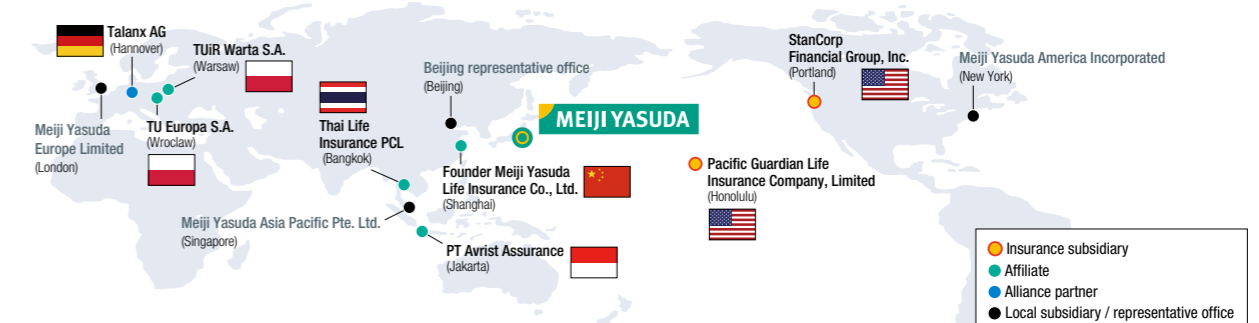 Talanx AG
(Hannover)
TUiR Warta S.A.
(Warsaw)
Meiji Yasuda
Europe Limited
(London)
TU Europa S.A.
(Wroclaw)
Thai Life
Insurance PCL
(Bangkok)
Beijing representative office
(Beijing)
MEIJI YASUDA
Founder Meiji Yasuda
Life Insurance Co., Ltd.
(Shanghai)
Meiji Yasuda Asia Pacific Pte. Ltd.
(Singapore)
PT Avrist Assurance
(Jakarta)
StanCorp
Financial Group, Inc.
(Portland)
Meiji Yasuda America Incorporated
(New York)
Pacific Guardian Life
Insurance Company, Limited
(Honolulu)
Insurance subsidiary
Affiliate
Alliance partner
Local subsidiary / representative office